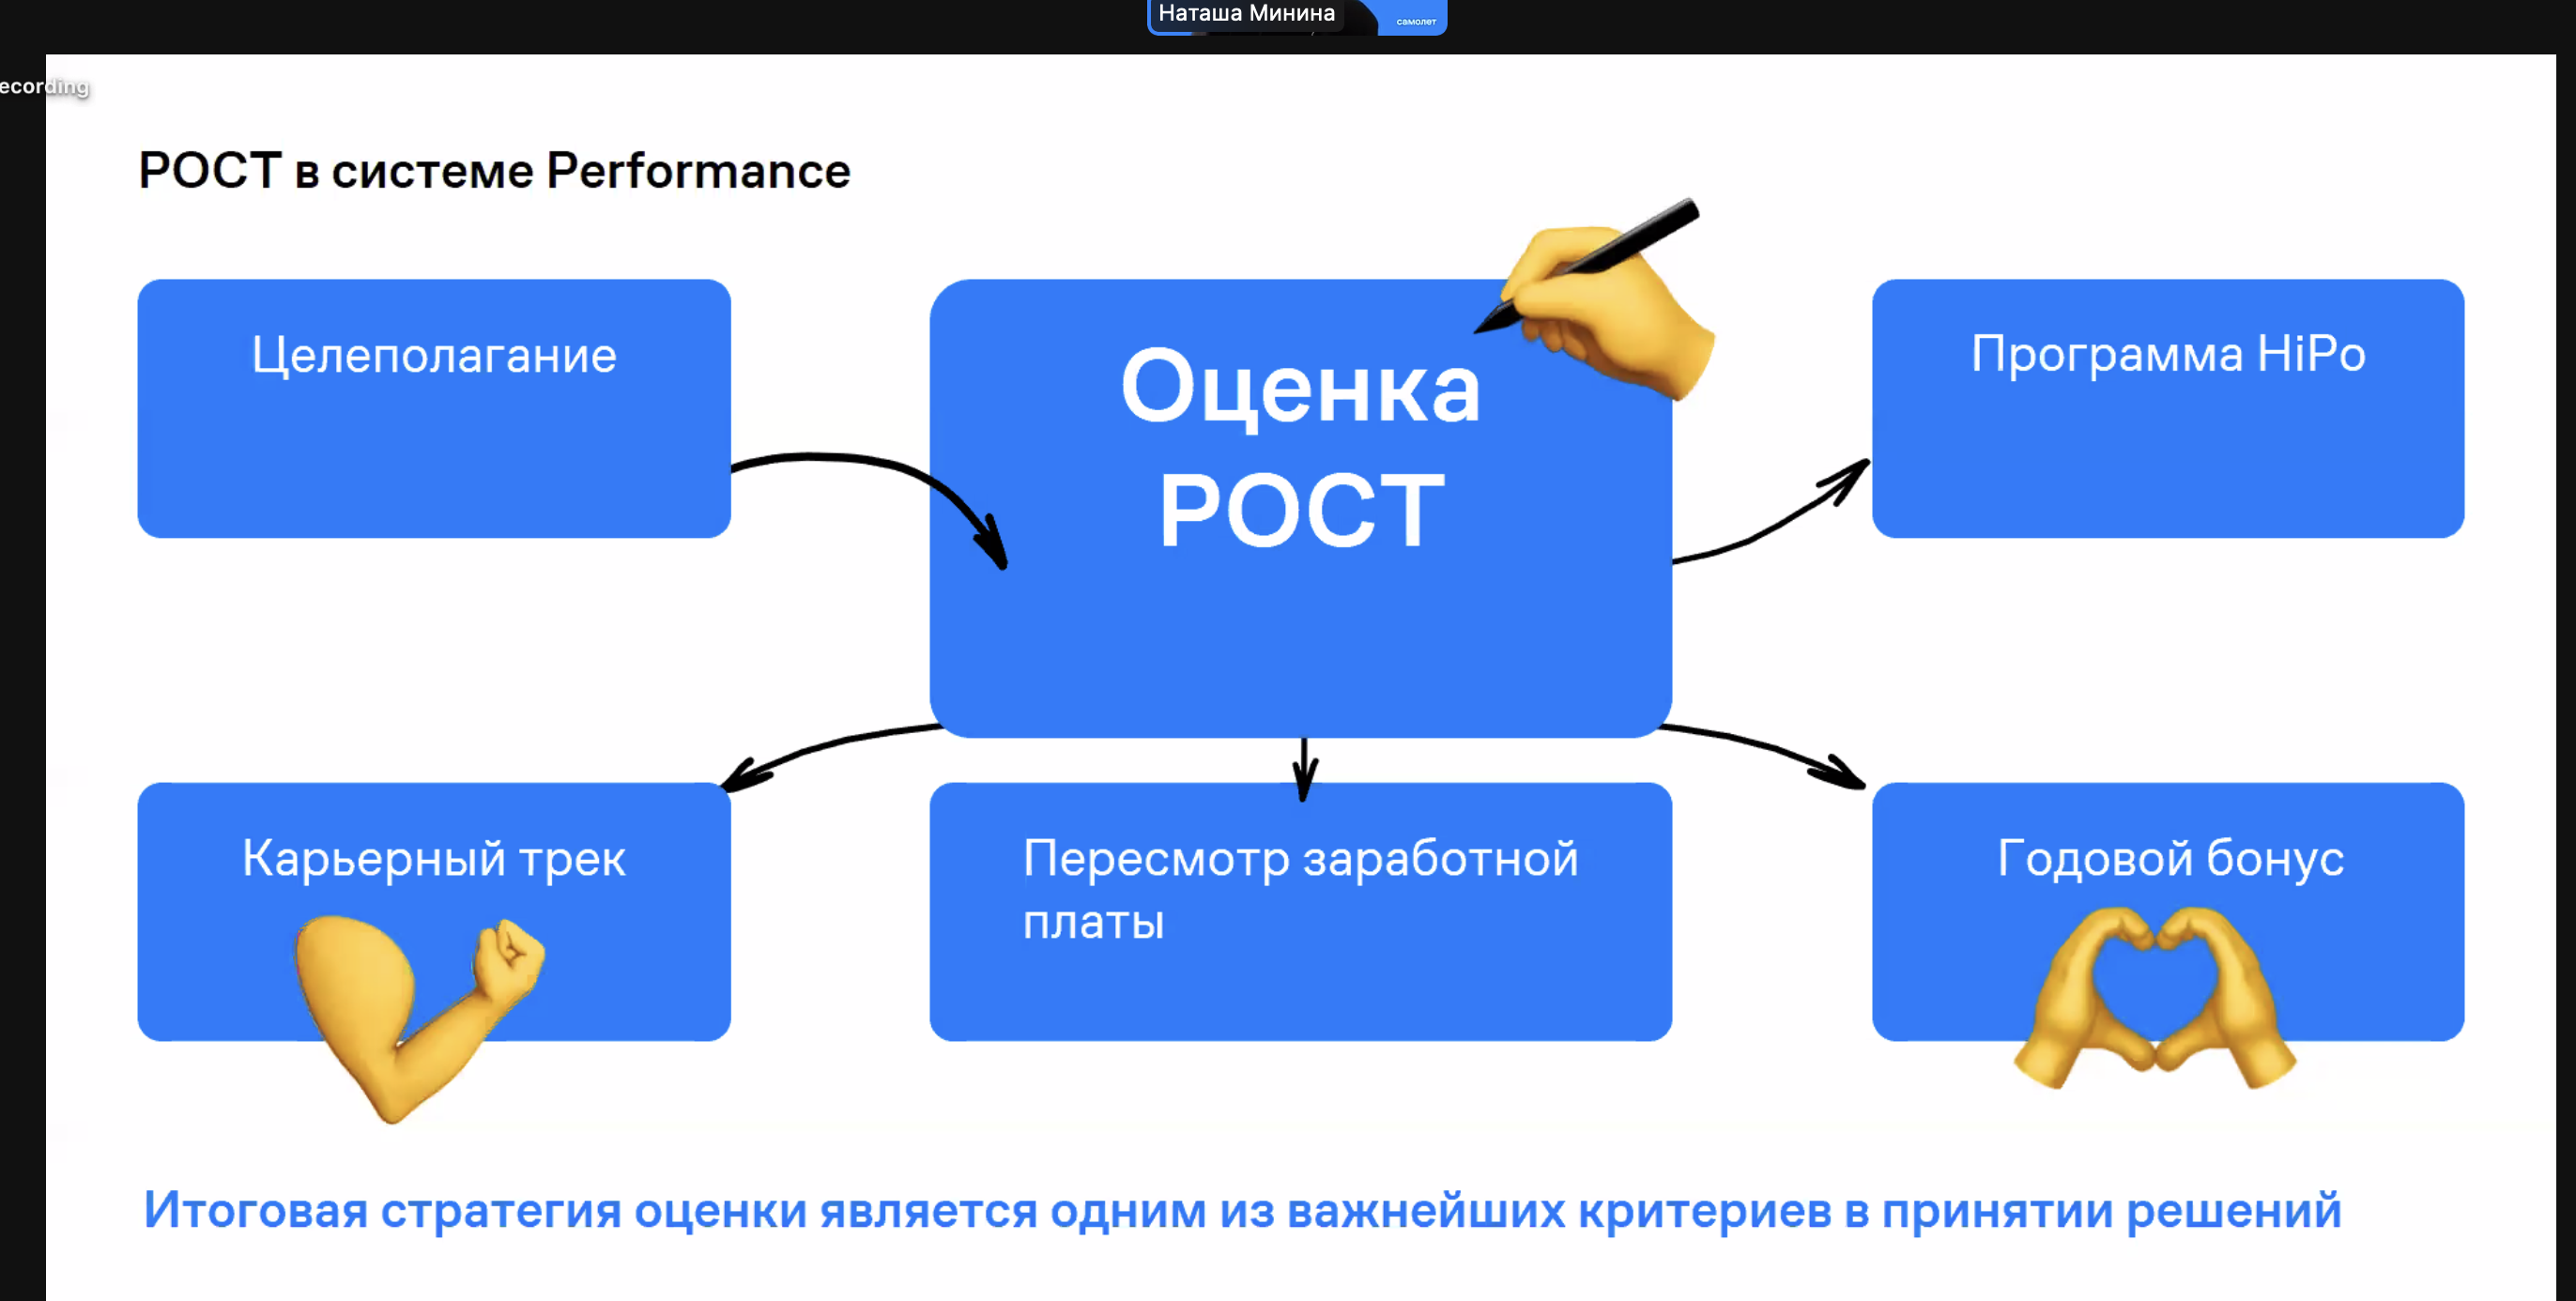 Наташа Минина
самолет
ecording
РОСТ в системе Performance
Целеполагание
Оценка
РОСТ
Программа HiPo
Карьерный трек
Пересмотр заработной
платы
Годовой бонус
Итоговая стратегия оценки является одним из важнейших критериев в принятии решений